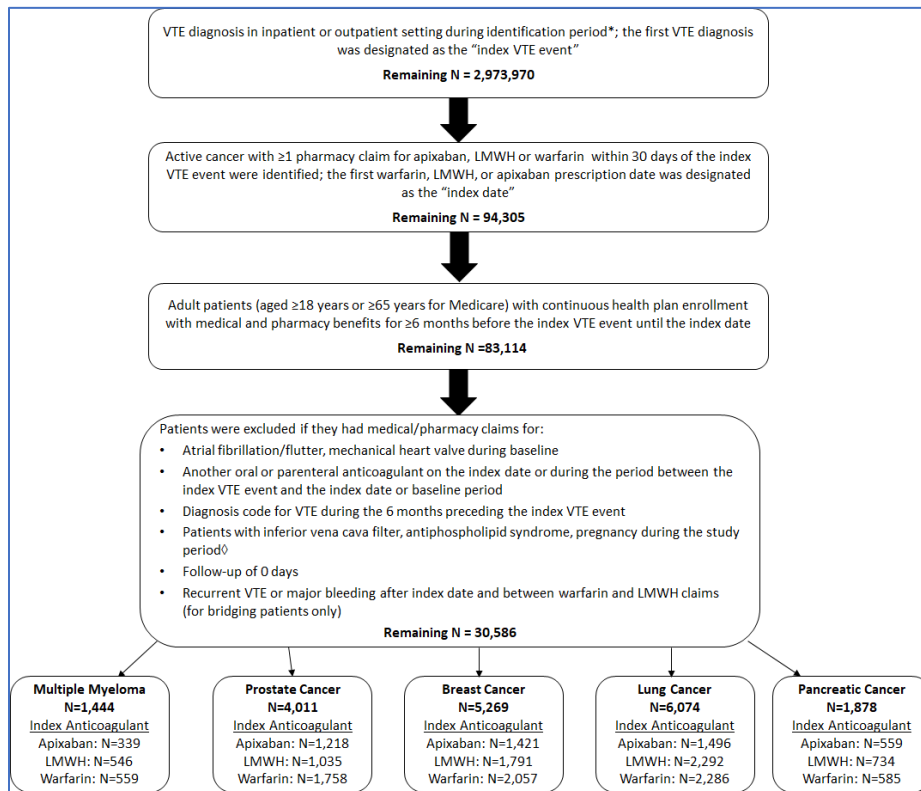 VTE diagnosis in inpatient or outpatient setting during identification period*; the first VTE diagnosis
was designated as the “index VTE event”
Remaining N = 2,973,970
Active cancer with ≥1 pharmacy claim for apixaban, LMWH or warfarin within 30 days of the index
VTE event were identified; the first warfarin, LMWH, or apixaban prescription date was designated
as the “index date”
Remaining N = 94,305
Adult patients (aged ≥18 years or ≥65 years for Medicare) with continuous health plan enrollment
with medical and pharmacy benefits for ≥6 months before the index VTE event until the index date
Remaining N =83,114
Patients were excluded if they had medical/pharmacy claims for:
• Atrial fibrillation/flutter, mechanical heart valve during baseline
• Another oral or parenteral anticoagulant on the index date or during the period between the
index VTE event and the index date or baseline period
• Diagnosis code for VTE during the 6 months preceding the index VTE event
• Patients with inferior vena cava filter, antiphospholipid syndrome, pregnancy during the study
period◊
• Follow-up of 0 days
• Recurrent VTE or major bleeding after index date and between warfarin and LMWH claims
(for bridging patients only)
Remaining N = 30,586
Multiple Myeloma
N=1,444
Index Anticoagulant
Apixaban: N=339
LMWH: N=546
Warfarin: N=559
Prostate Cancer
N=4,011
Index Anticoagulant
Apixaban: N=1,218
LMWH: N=1,035
Warfarin: N=1,758
Breast Cancer
N=5,269
Index Anticoagulant
Apixaban: N=1,421
LMWH: N=1,791
Warfarin: N=2,057
Lung Cancer
N=6,074
Index Anticoagulant
Apixaban: N=1,496
LMWH: N=2,292
Warfarin: N=2,286
Pancreatic Cancer
N=1,878
Index Anticoagulant
Apixaban: N=559
LMWH: N=734
Warfarin: N=585